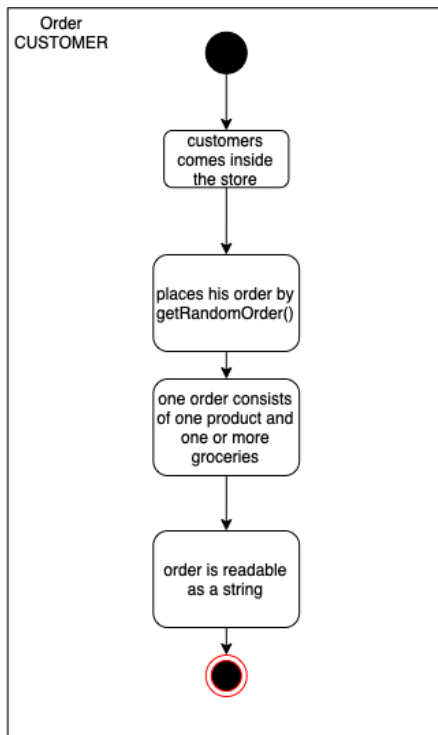 Order
CUSTOMER
customers
comes inside
the store
places his order by
getRandomOrder()
one order consists
of one product and
one or more
groceries
order is readable
as a string